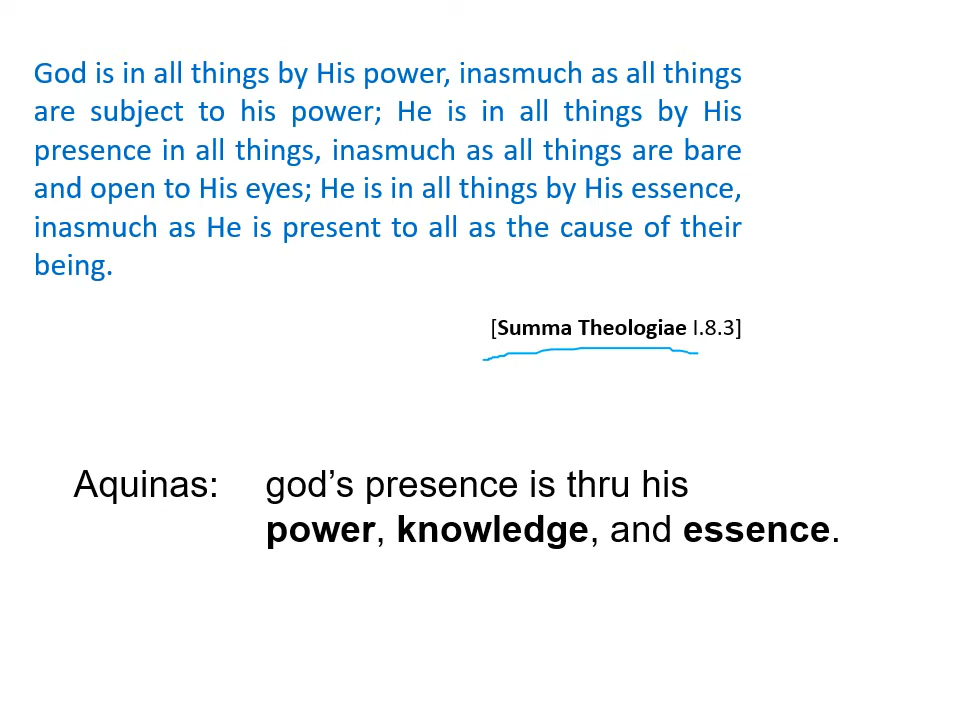 God is in all things by His power, inasmuch as all things
are subject to his power; He is in all things by His
presence in all things, inasmuch as all things are bare
and open to His eyes; He is in all things by His essence,
inasmuch as He is present to all as the cause of their
being.
[Summa Theologiae I.8.3]
Aquinas: god’s presence is thru his
power, knowledge, and essence.